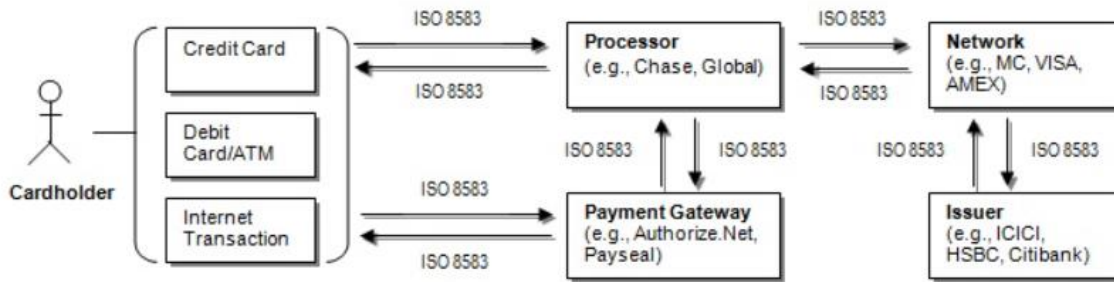 ISO 8583
ISO 8583
Credit Card
Processor
(e.g., Chase, Global)
Network
(e.g., MC, VISA,
AMEX)
ISO 8583
ISO 8583
Debit
Card/ATM
ISO 8583
ISO 8583
ISO 8583
ISO 8583
Cardholder
ISO 8583
Internet
Transaction
Payment Gateway
(e.g., Authorize.Net,
Payseal)
Issuer
(e.g., ICICI,
HSBC, Citibank)
ISO 8583